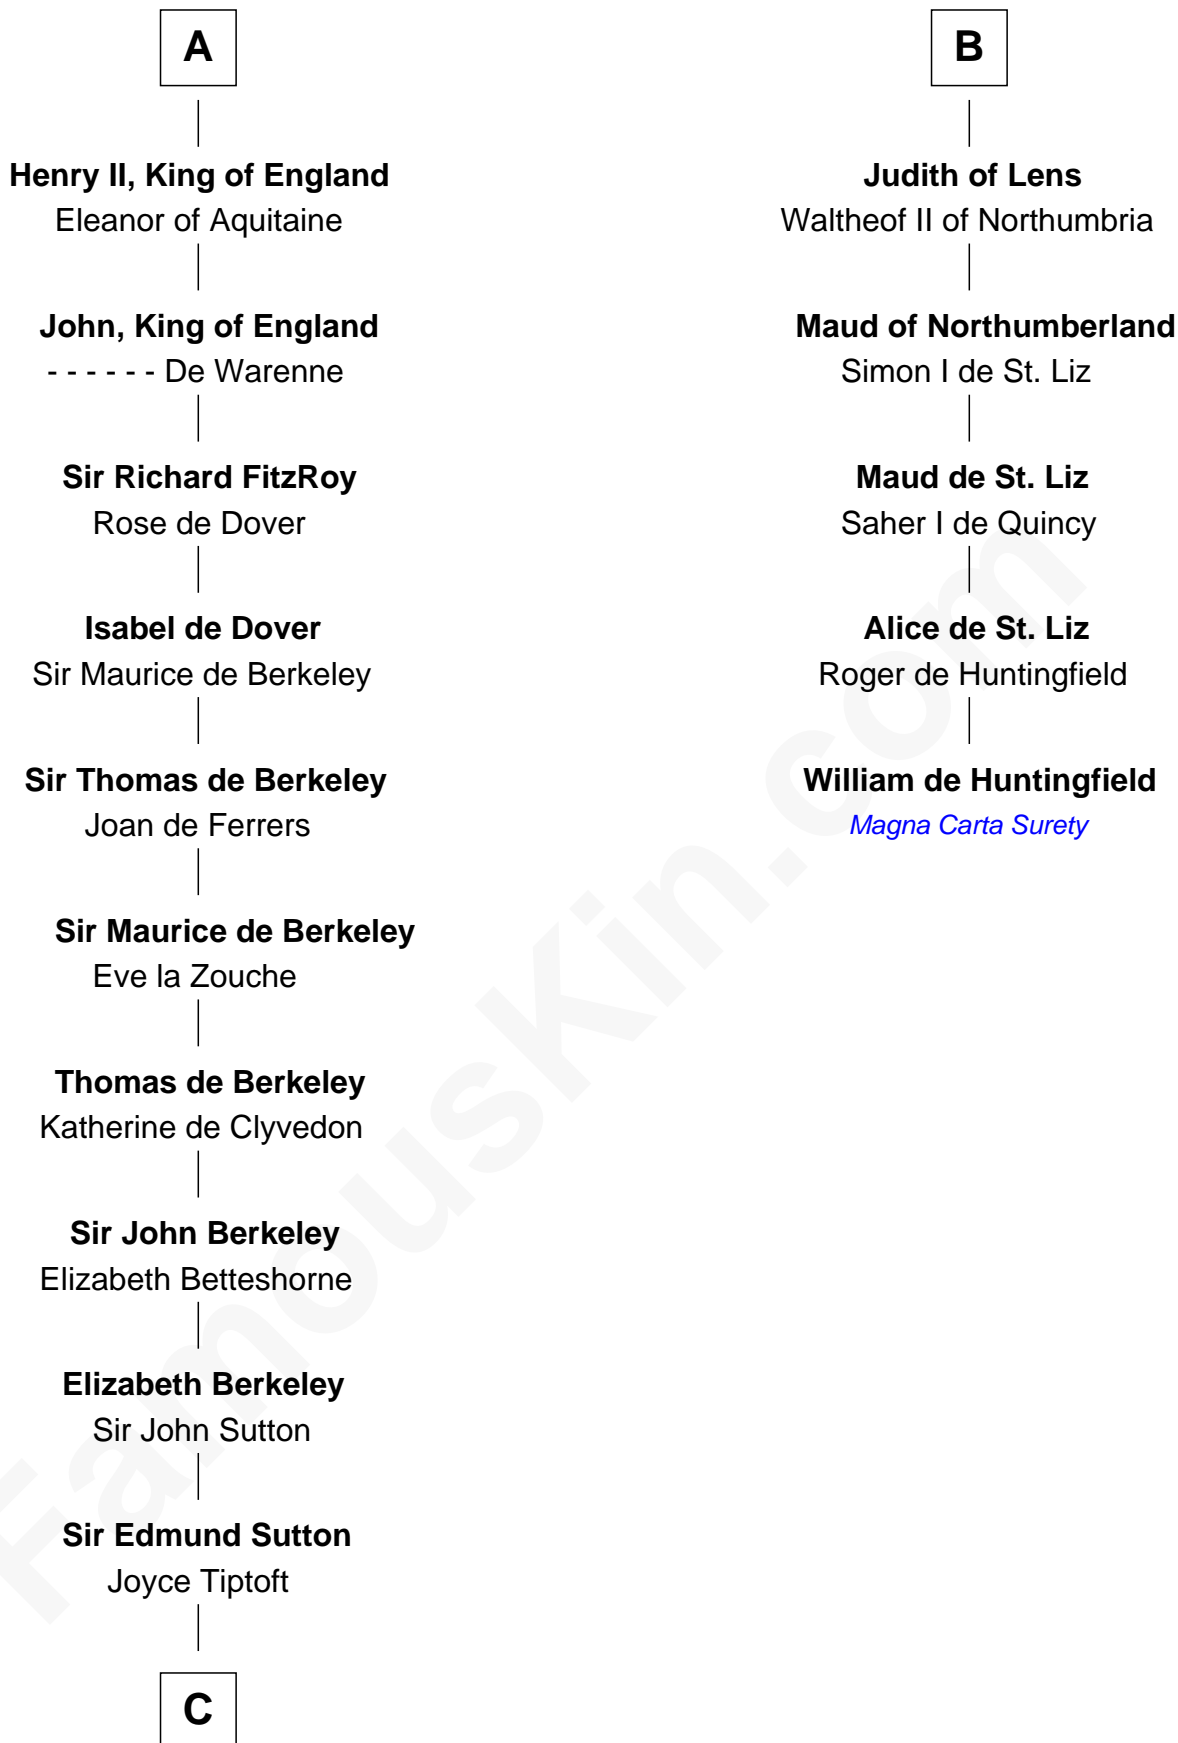 A
Henry II, King of England
Eleanor of Aquitaine
John, King of England
- - - - - - De Warenne
Sir Richard FitzRoy
Rose de Dover
Isabel de Dover
Sir Maurice de Berkeley
Sir Thomas de Berkeley
Joan de Ferrers
Sir Maurice de Berkeley
Eve la Zouche
Thomas de Berkeley
Katherine de Clyvedon
Sir John Berkeley
Elizabeth Betteshorne
Elizabeth Berkeley
Sir John Sutton
Sir Edmund Sutton
Joyce Tiptoft
C
B
Judith of Lens
Waltheof II of Northumbria
Maud of Northumberland
Simon I de St. Liz
Maud de St. Liz
Saher I de Quincy
Alice de St. Liz
Roger de Huntingfield
William de Huntingfield
Magna Carta Surety
FamousKin.com